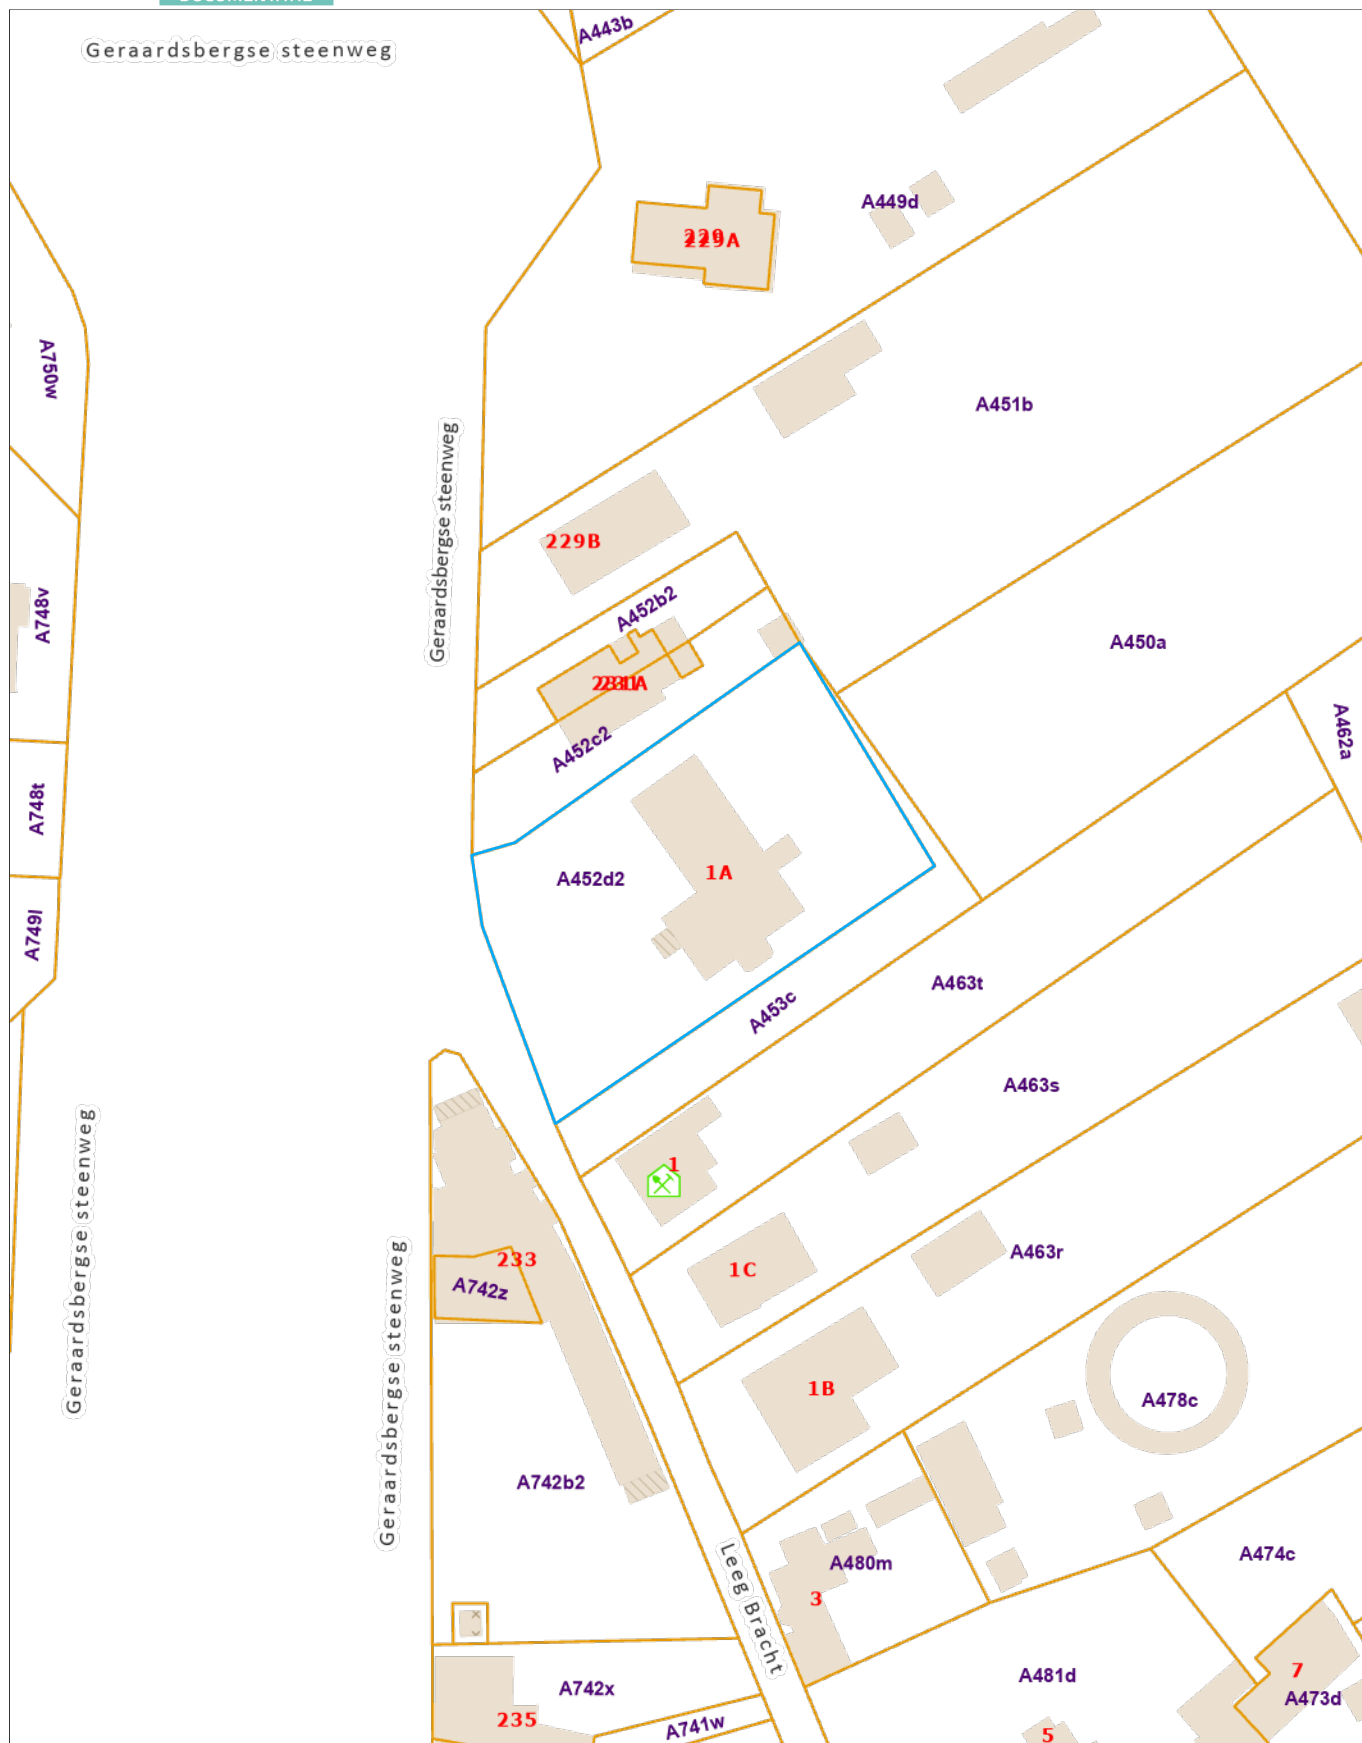 Geraardsbergse steenweg
A443b
A449d
229A
A750w
A451b
Geraardsbergse steenweg
229B
A452b2
A748v
A450a
231A
A452c2
A462a
A748t
1A
A452d2
A749l
A463t
A453c
A463s
1
Geraardsbergse steenweg
Geraardsbergse steenweg
233
A742z
1C
A463r
1B
A478c
A742b2
Leeg Bracht
A480m
A474c
3
A742x
A481d
7
A473d
235
A741w
5